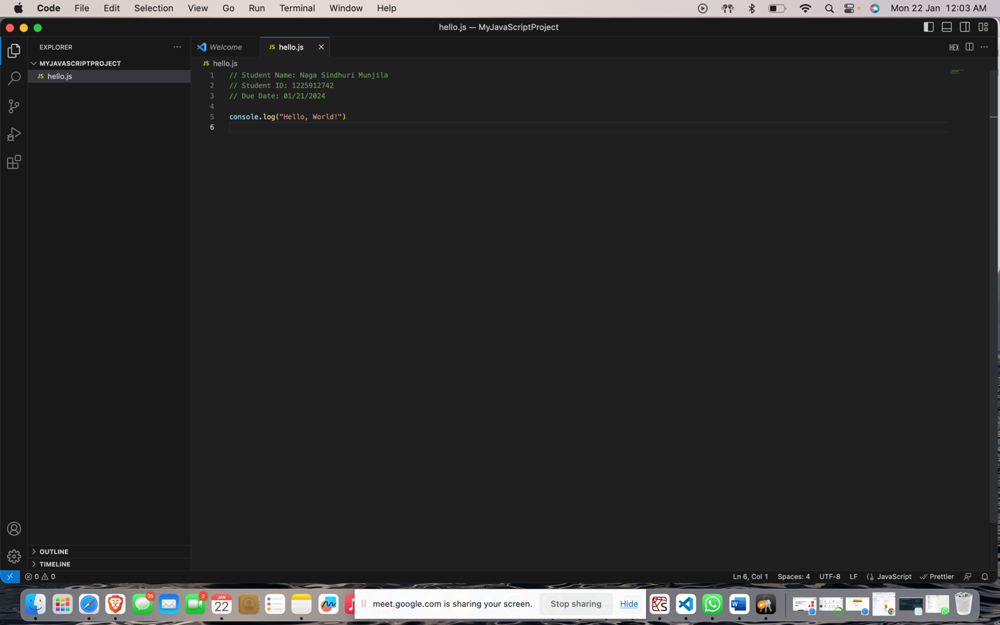 Code File Edit Selection View Go Run Terminal Window Help Mon 22 Jan 12:03 AM
hello.js — MyJavaScriptProject
EXPLORER
Welcome
JS hello.js
HEX
MYJAVASCRIPTPROJECT
JS hello.js
JS hello.js
1 // Student Name: Naga Sindhuri Munjila
2 // Student ID: 1225912742
3 // Due Date: 01/21/2024
4
5 console.log("Hello, World!")
6
OUTLINE
TIMELINE
0 0 Ln 6, Col 1 Spaces: 4 UTF-8 LF JavaScript Prettier
35
2
JAN
22
meet.google.com is sharing your screen. Stop sharing Hide
W